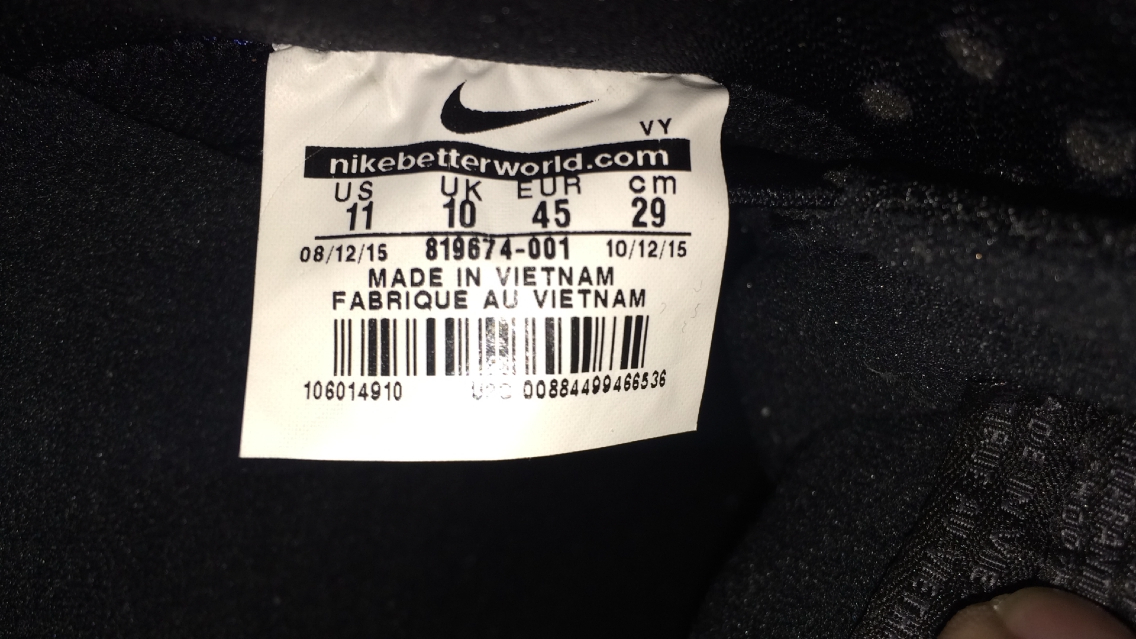 VY
nikebetterworld.com
US UK EUR cm
11 10 45 29
08/12/15 819674-001 10/12/15
MADE IN VIETNAM
FABRIQUE AU VIETNAM
106014910 UPC 00884499466536